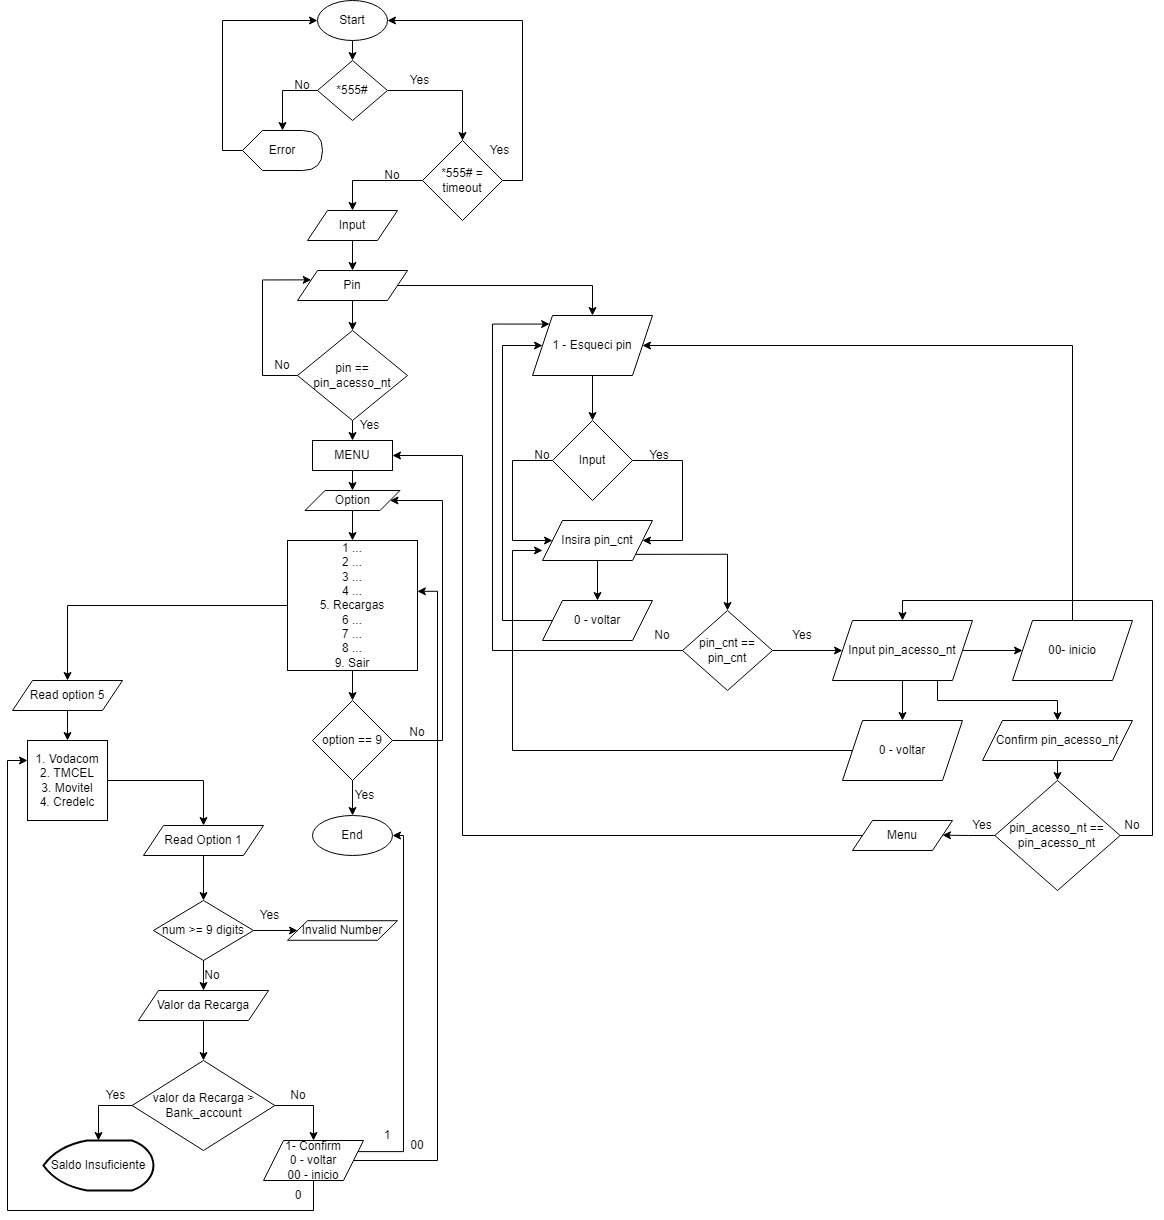 Start
*555#
No
Yes
Error
*555# =
timeout
Yes
No
Input
Pin
1 - Esqueci pin
pin ==
pin_acesso_nt
No
Yes
MENU
Input
No
Yes
Option
Insira pin_cnt
1 ...
2 ...
3 ...
4 ...
5. Recargas
6 ...
7 ...
8 ...
9. Sair
0 - voltar
pin_cnt ==
pin_cnt
No
Yes
Input pin_acesso_nt
00- inicio
Read option 5
option == 9
No
Yes
0 - voltar
Confirm pin_acesso_nt
1. Vodacom
2. TMCEL
3. Movitel
4. Credelc
End
Menu
Yes
pin_acesso_nt ==
pin_acesso_nt
No
Read Option 1
num >= 9 digits
Yes
Invalid Number
No
Valor da Recarga
valor da Recarga >
Bank_account
Yes
No
Saldo Insuficiente
1- Confirm
0 - voltar
00 - inicio
1
00
0